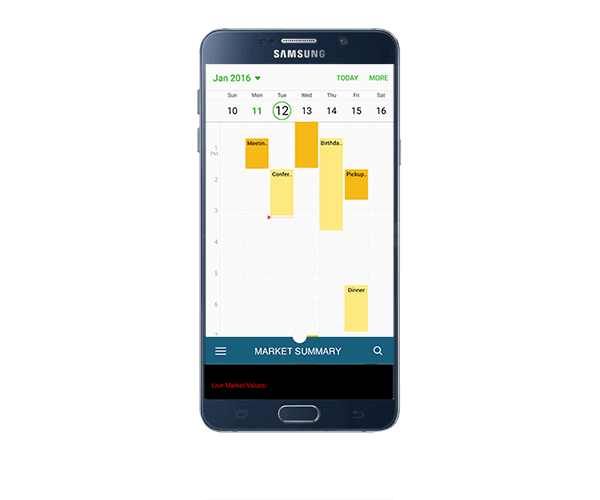 SAMSUNG
Jan 2016 TODAY MORE
Sun Mon Tue Wed Thu Fri Sat
10 11 12 13 14 15 16
1
PM
Meetin.. Birthda..
2
Confer.. Pickup..
3
4
5
Dinner
6
7
MARKET SUMMARY
Live Market Values: